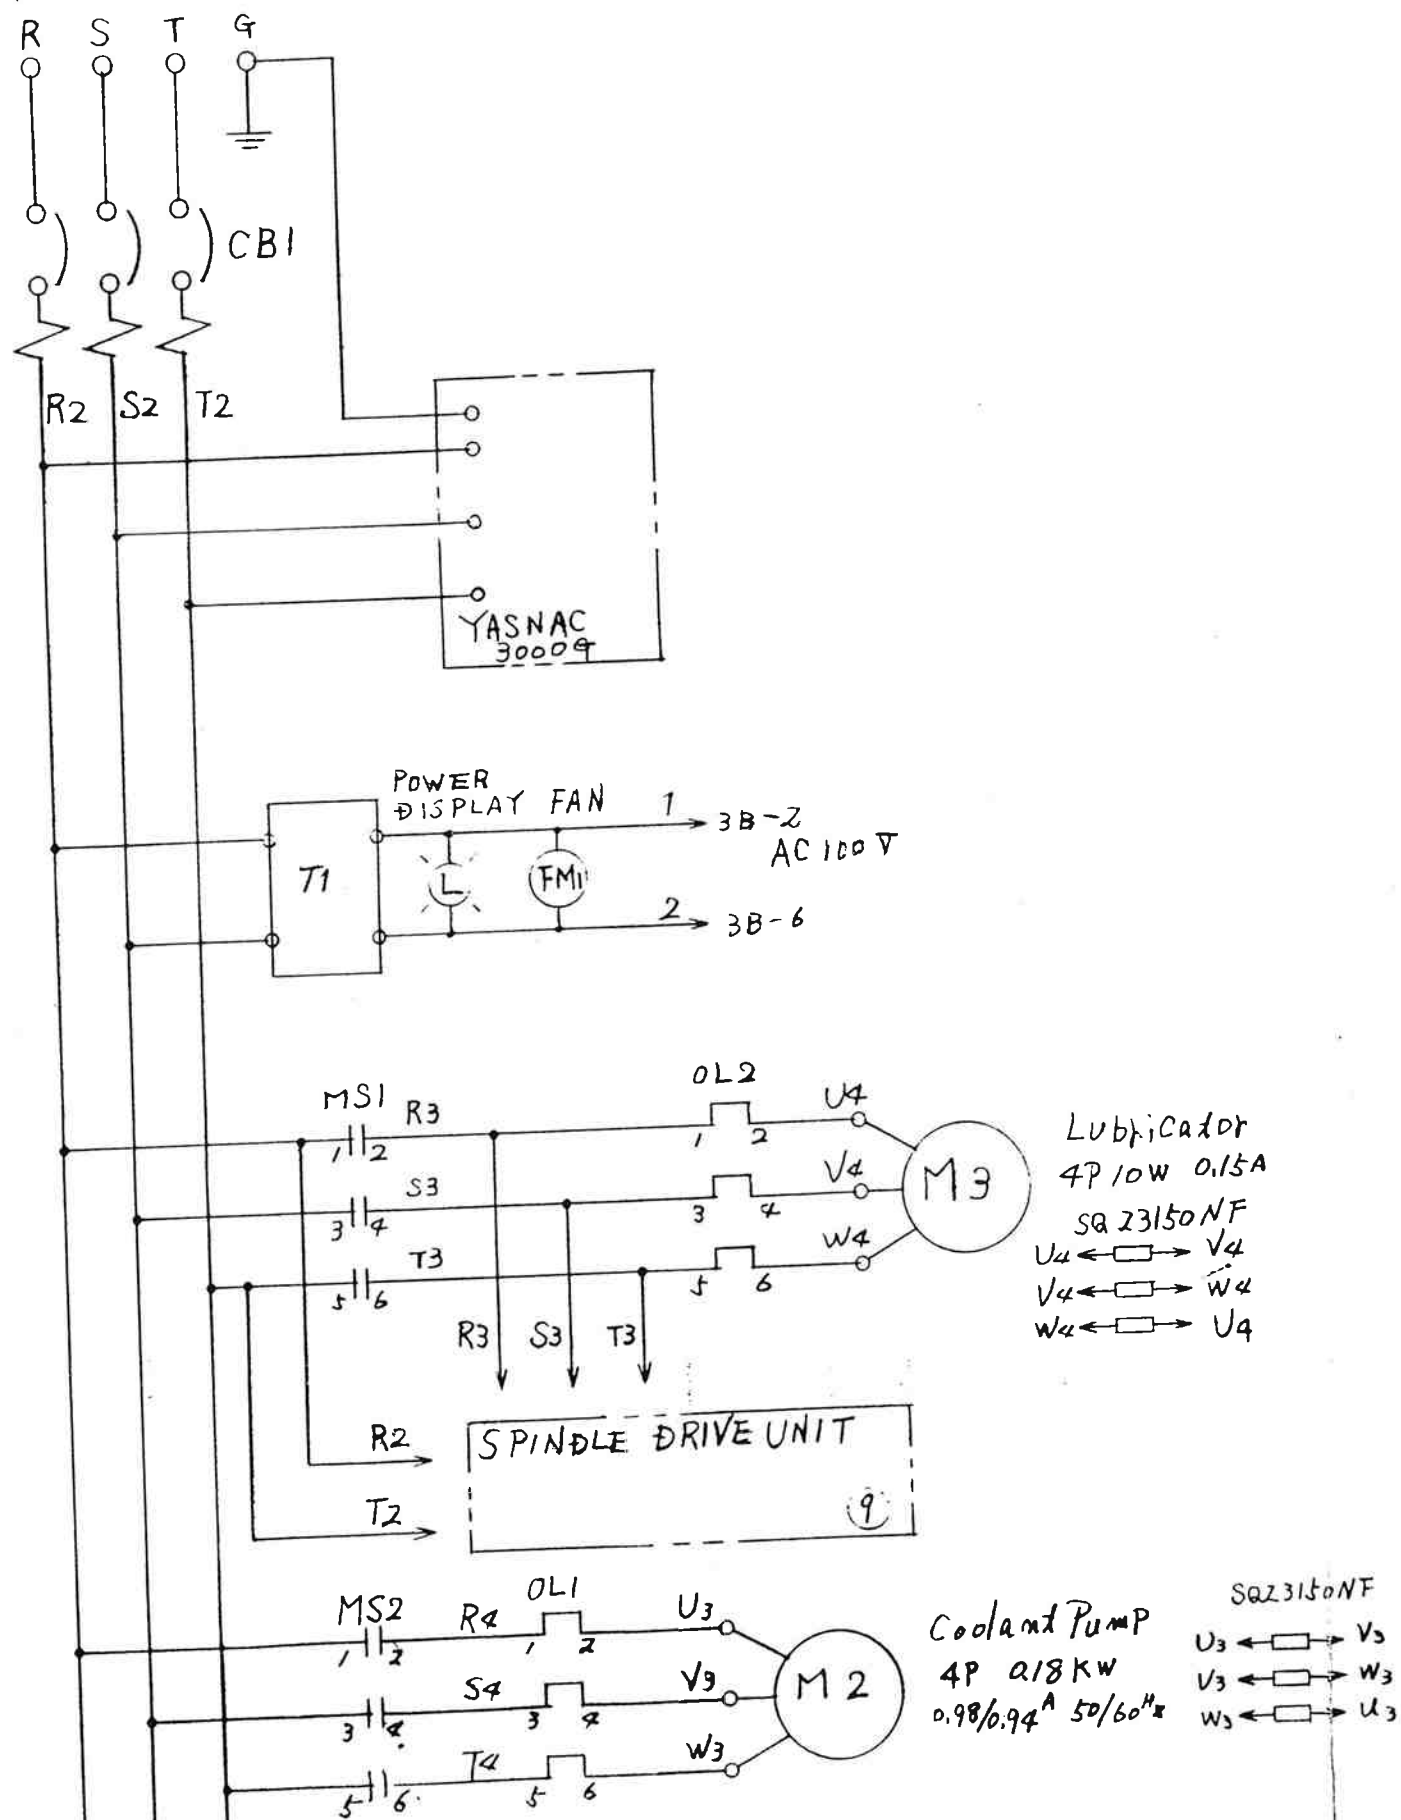 R S T G
CB1
R2 S2 T2
YASNAC
3000G
POWER
DISPLAY FAN 1 3B-2
AC 100V
T1 L FM1
2 3B-6
OL2
MS1 R3 U4
1 2 1 2
Lubricator
S3 V4 M3 4P 10W 0.15A
3 4 3 4
SQZ3150NF
T3 W4 U4 V4
5 6 5 6
V4 W4
R3 S3 T3 W4 U4
R2 SPINDLE DRIVE UNIT
T2 9
OL1 SQZ3150NF
MS2 R4 U3
1 2 1 2
Coolant Pump U3 V3
S4 V3 M2 4P 0.18KW V3 W3
3 4 3 4
0.98/0.94A 50/60Hz W3 U3
T4 W3
5 6 5 6